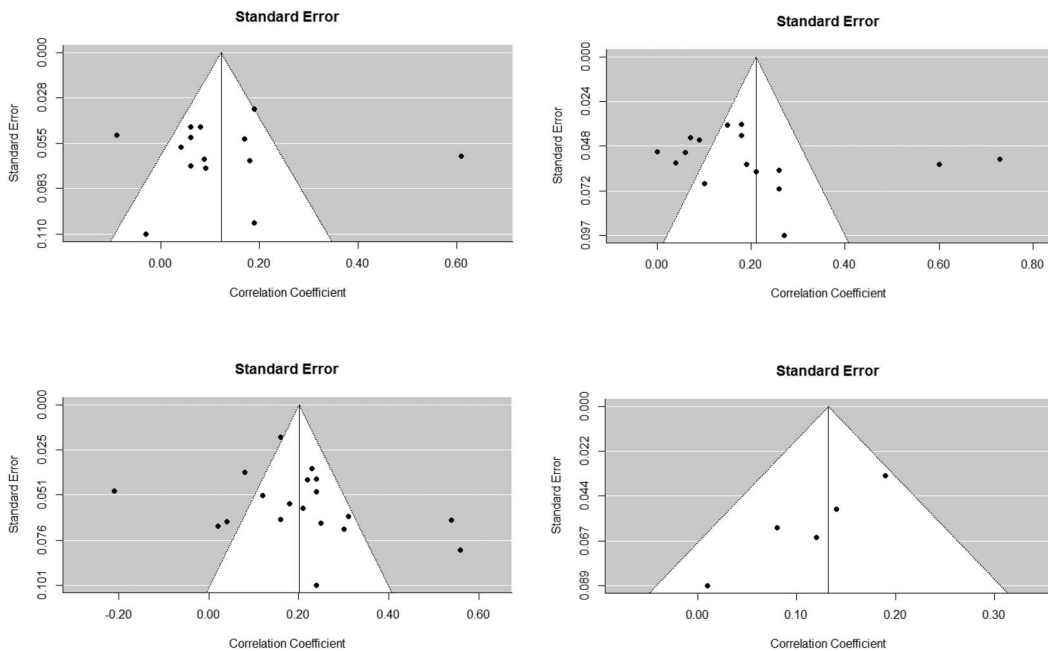 Standard Error
0.000
0.028
0.055
0.083
0.110
Standard Error
0.00 0.20 0.40 0.60
Correlation Coefficient
Standard Error
0.000
0.024
0.048
0.072
0.097
Standard Error
0.00 0.20 0.40 0.60 0.80
Correlation Coefficient
Standard Error
0.000
0.025
0.051
0.076
0.101
Standard Error
-0.20 0.00 0.20 0.40 0.60
Correlation Coefficient
Standard Error
0.000
0.022
0.044
0.067
0.089
Standard Error
0.00 0.10 0.20 0.30
Correlation Coefficient